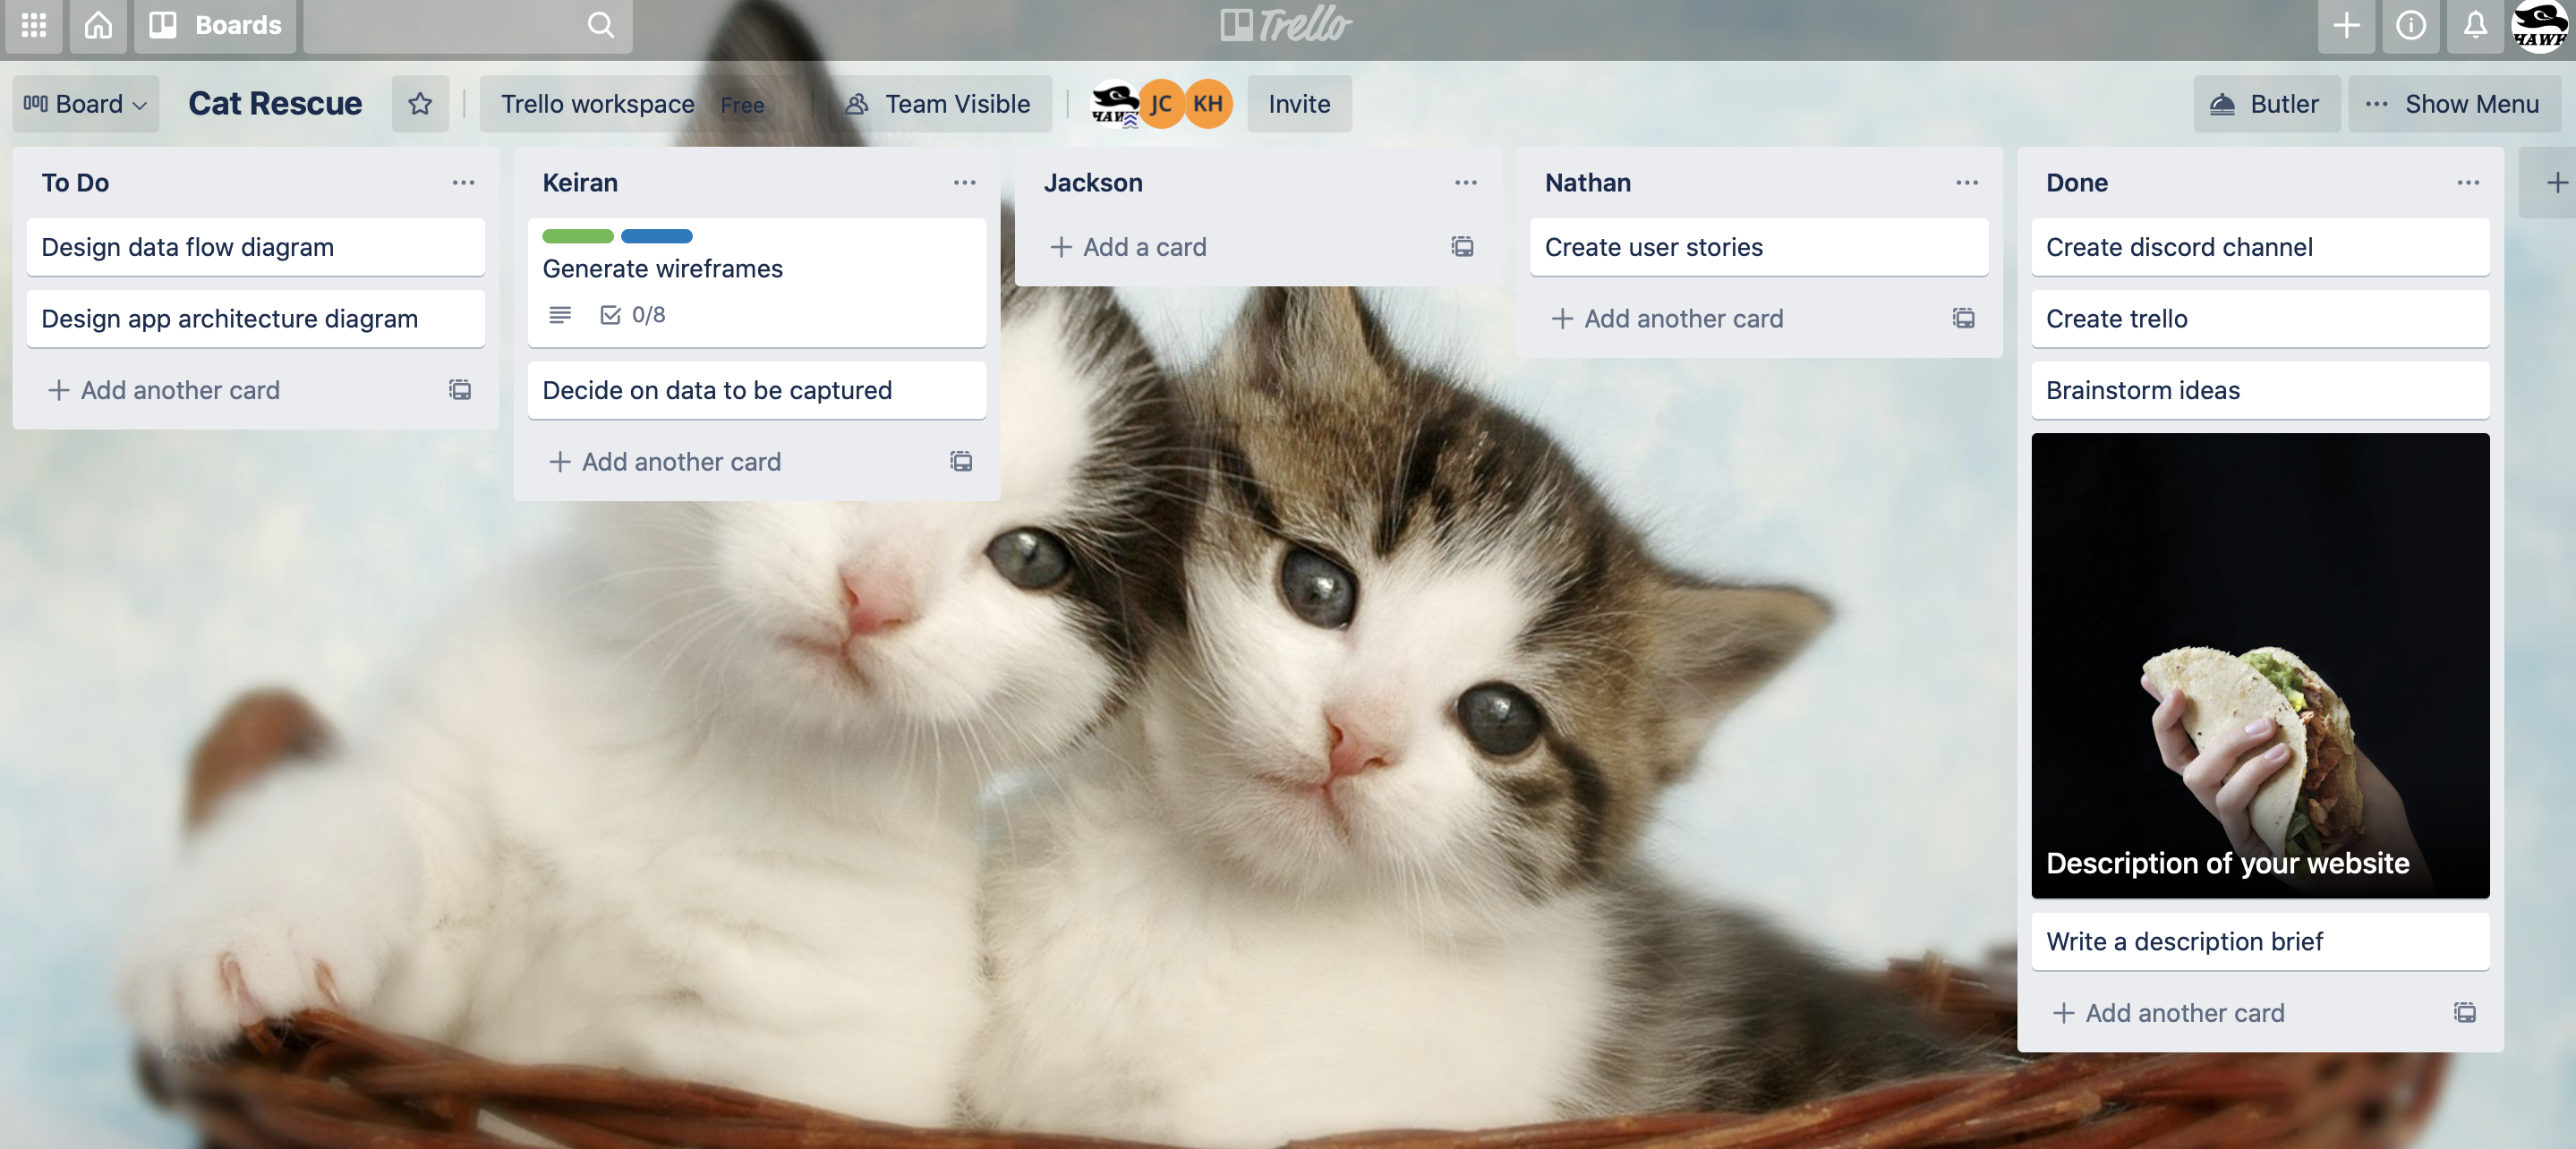 Boards
Trello
HAWK
Board
Cat Rescue
Trello workspace Free
Team Visible
HAWK JC KH
Invite
Butler
... Show Menu
To Do
Design data flow diagram
Design app architecture diagram
+ Add another card
Keiran
Generate wireframes
0/8
Decide on data to be captured
+ Add another card
Jackson
+ Add a card
Nathan
Create user stories
+ Add another card
Done
Create discord channel
Create trello
Brainstorm ideas
Description of your website
Write a description brief
+ Add another card